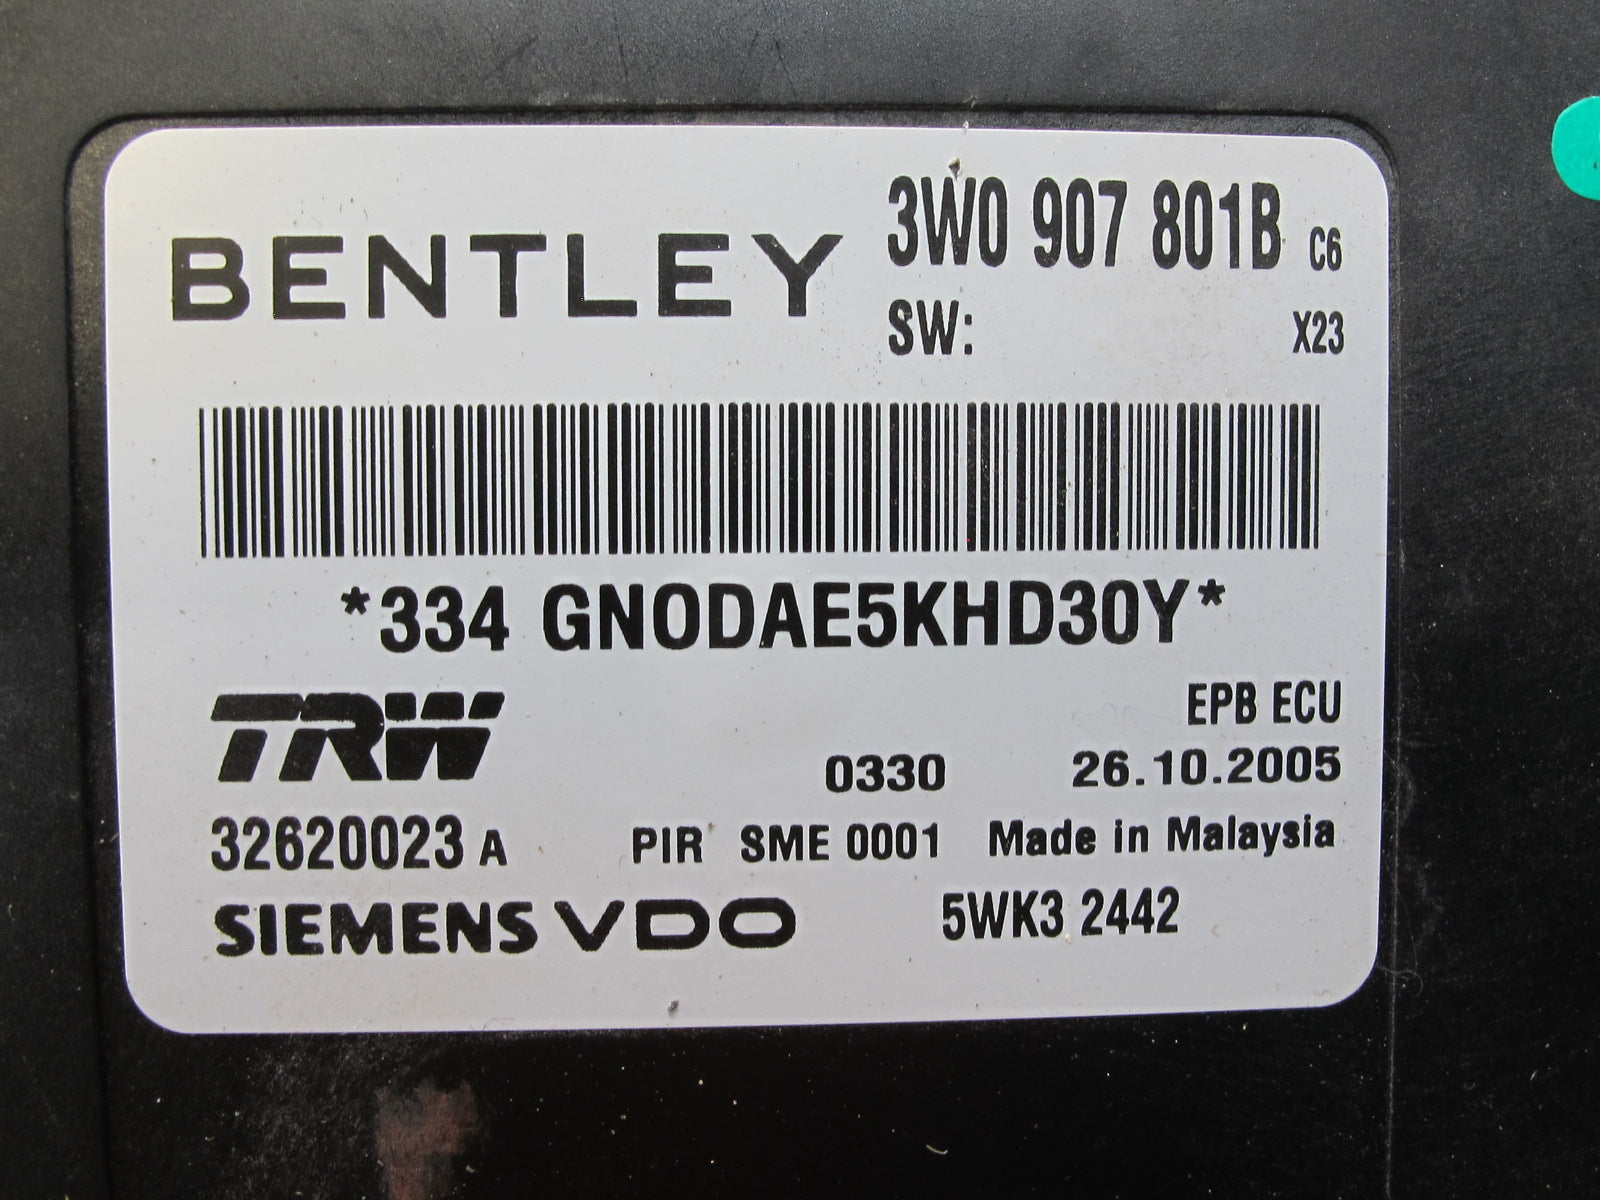 BENTLEY 3W0 907 801B C6
SW: X23
*334 GN0DAE5KHD30Y*
TRW EPB ECU
0330 26.10.2005
32620023 A PIR SME 0001 Made in Malaysia
SIEMENS VDO 5WK3 2442